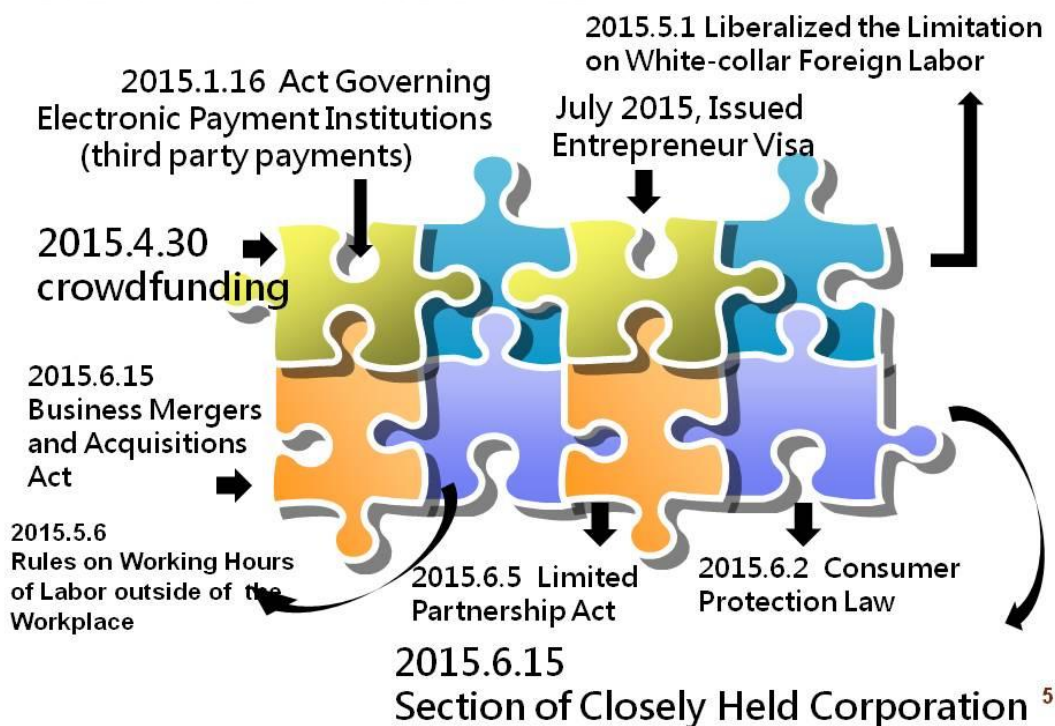 2015.5.1 Liberalized the Limitation
on White-collar Foreign Labor
2015.1.16 Act Governing
Electronic Payment Institutions
(third party payments)
July 2015, Issued
Entrepreneur Visa
2015.4.30
crowdfunding
2015.6.15
Business Mergers
and Acquisitions
Act
2015.5.6
Rules on Working Hours
of Labor outside of the
Workplace
2015.6.5 Limited
Partnership Act
2015.6.2 Consumer
Protection Law
2015.6.15
Section of Closely Held Corporation
5